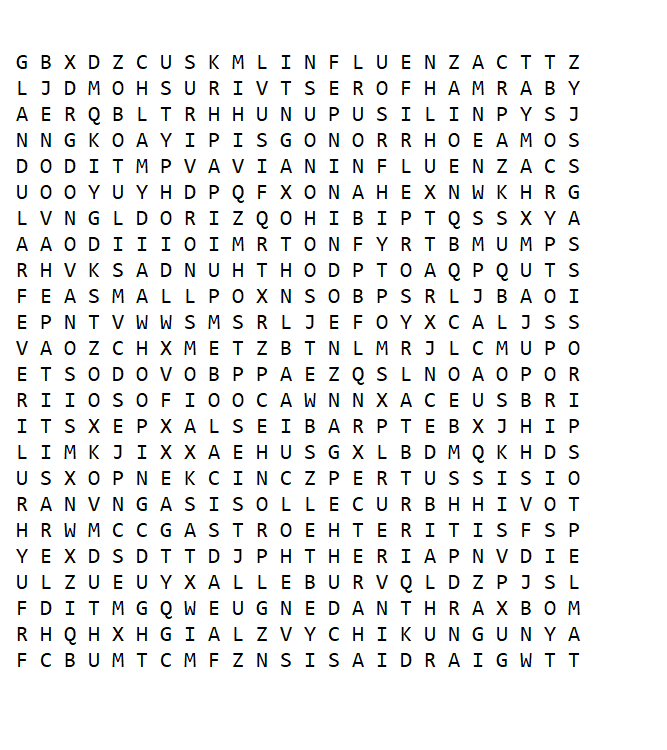 G B X D Z C U S K M L I N F L U E N Z A C T T Z
L J D M O H S U R I V T S E R O F H A M R A B Y
A E R Q B L T R H H U N U P U S I L I N P Y S J
N N G K O A Y I P I S G O N O R R H O E A M O S
D O D I T M P V A V I A N I N F L U E N Z A C S
U O O Y U Y H D P Q F X O N A H E X N W K H R G
L V N G L D O R I Z Q O H I B I P T Q S S X Y A
A A O D I I I O I M R T O N F Y R T B M U M P S
R H V K S A D N U H T H O D P T O A Q P Q U T S
F E A S M A L L P O X N S O B P S R L J B A O I
E P N T V W W S M S R L J E F O Y X C A L J S S
V A O Z C H X M E T Z B T N L M R J L C M U P O
E T S O D O V O B P P A E Z Q S L N O A O P O R
R I I O S O F I O O C A W N N X A C E U S B R I
I T S X E P X A L S E I B A R P T E B X J H I P
L I M K J I X X A E H U S G X L B D M Q K H D S
U S X O P N E K C I N C Z P E R T U S S I S I O
R A N V N G A S I S O L L E C U R B H H I V O T
H R W M C C G A S T R O E H T E R I T I S F S P
Y E X D S D T T D J P H T H E R I A P N V D I E
U L Z U E U Y X A L L E B U R V Q L D Z P J S L
F D I T M G Q W E U G N E D A N T H R A X B O M
R H Q H X H G I A L Z V Y C H I K U N G U N Y A
F C B U M T C M F Z N S I S A I D R A I G W T T